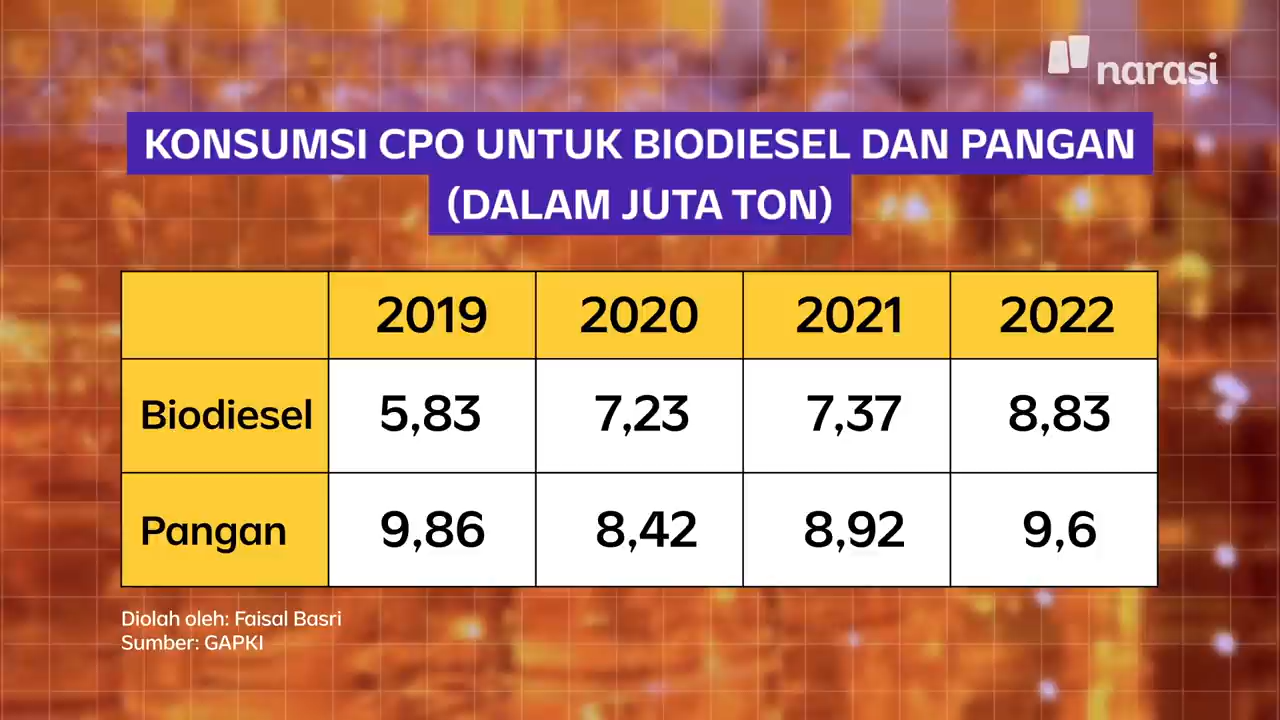 narasi
KONSUMSI CPO UNTUK BIODIESEL DAN PANGAN
(DALAM JUTA TON)
2019 2020 2021 2022
Biodiesel 5,83 7,23 7,37 8,83
Pangan 9,86 8,42 8,92 9,6
Diolah oleh: Faisal Basri
Sumber: GAPKI